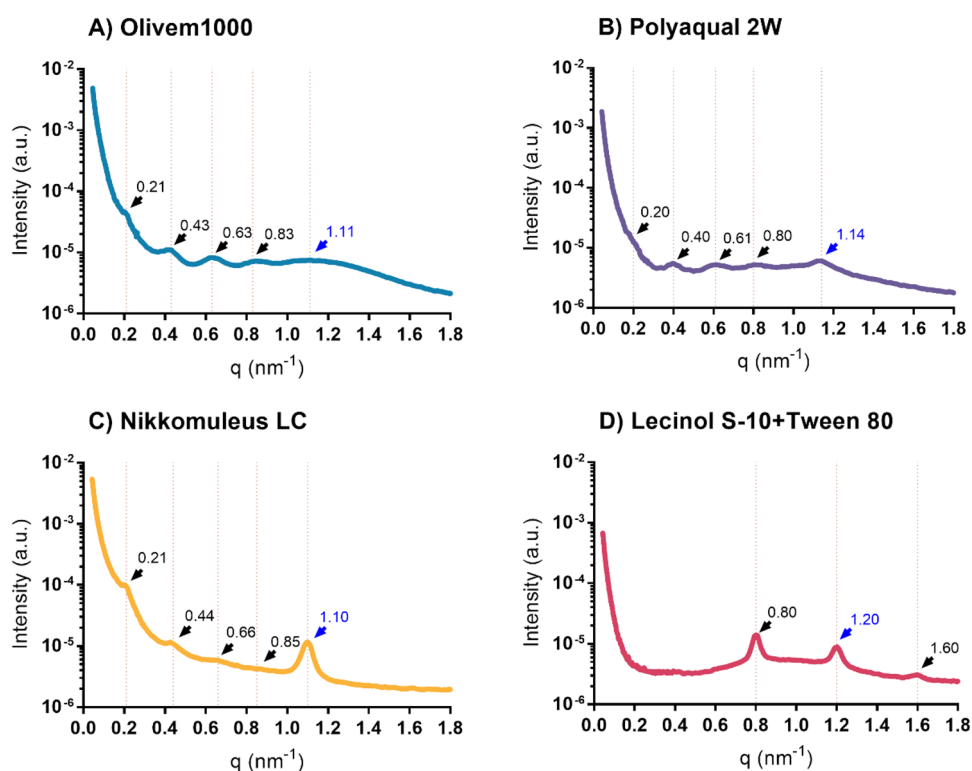 A) Olivem1000
Intensity (a.u.)
10-2
10-3
10-4
10-5
10-6
0.21
0.43
0.63
0.83
1.11
0.0 0.2 0.4 0.6 0.8 1.0 1.2 1.4 1.6 1.8
q (nm-1)
B) Polyaqual 2W
Intensity (a.u.)
10-2
10-3
10-4
10-5
10-6
0.20
0.40
0.61
0.80
1.14
0.0 0.2 0.4 0.6 0.8 1.0 1.2 1.4 1.6 1.8
q (nm-1)
C) Nikkomuleus LC
Intensity (a.u.)
10-2
10-3
10-4
10-5
10-6
0.21
0.44
0.66
0.85
1.10
0.0 0.2 0.4 0.6 0.8 1.0 1.2 1.4 1.6 1.8
q (nm-1)
D) Lecinol S-10+Tween 80
Intensity (a.u.)
10-2
10-3
10-4
10-5
10-6
0.80
1.20
1.60
0.0 0.2 0.4 0.6 0.8 1.0 1.2 1.4 1.6 1.8
q (nm-1)